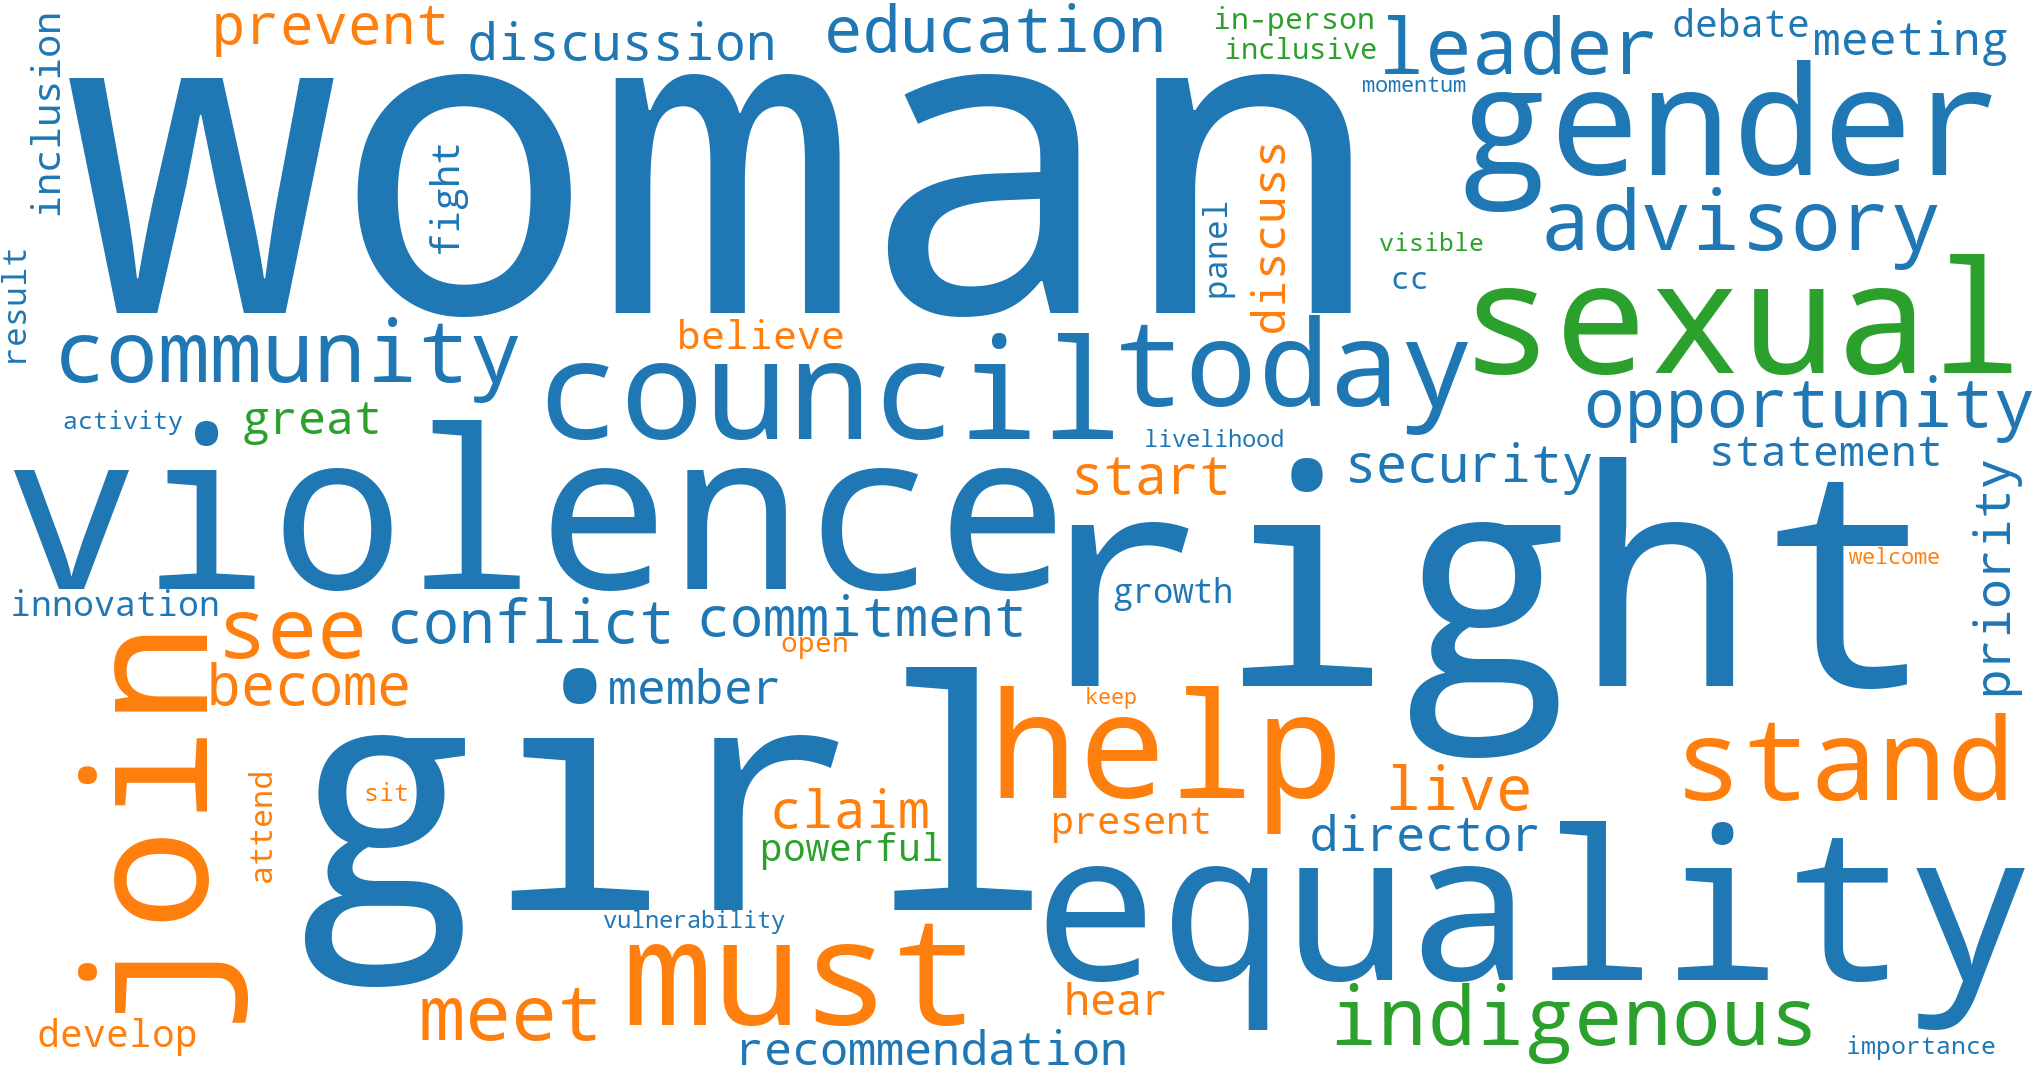 prevent
discussion
education
in-person
inclusive
leader
debate
meeting
momentum
inclusion
woman
fight
panel
discuss
gender
advisory
visible
cc
sexual
result
community
believe
council
today
opportunity
activity
great
livelihood
statement
violence
start
security
right
priority
welcome
innovation
see
conflict
commitment
open
growth
become
member
join
girl
keep
help
stand
sit
attend
claim
powerful
present
live
director
equality
vulnerability
must
meet
hear
indigenous
develop
recommendation
importance